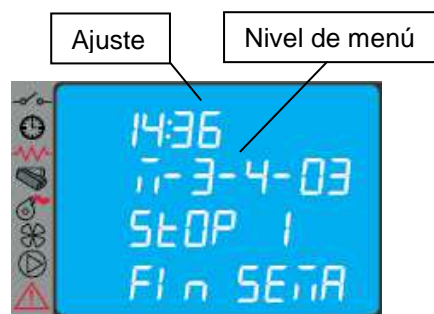 Ajuste
Nivel de menú
14:36
M-3-4-03
StOP 1
FIn SEMA